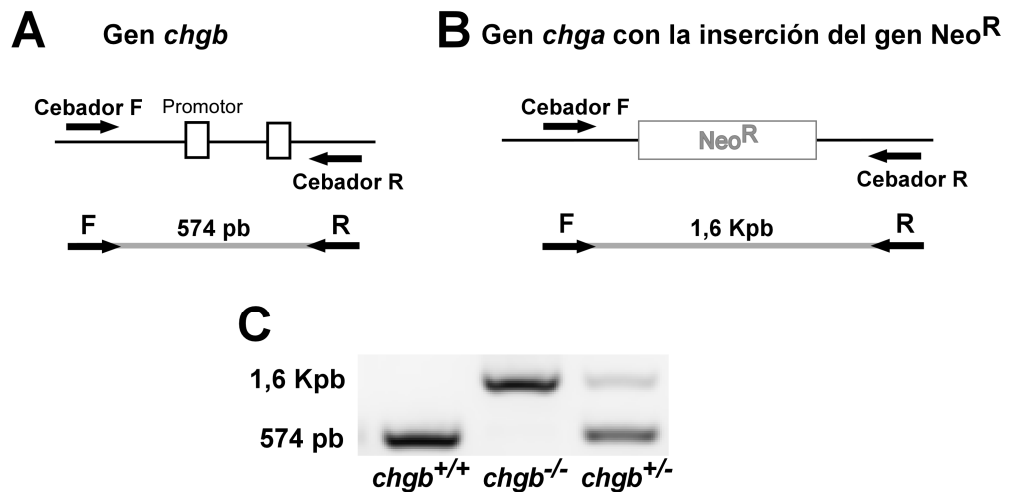 A Gen chgb
Cebador F
Promotor
Cebador R
F 574 pb R
B Gen chga con la inserción del gen NeoR
Cebador F
NeoR
Cebador R
F 1,6 Kpb R
C
1,6 Kpb
574 pb
chgb+/+ chgb-/- chgb+/-